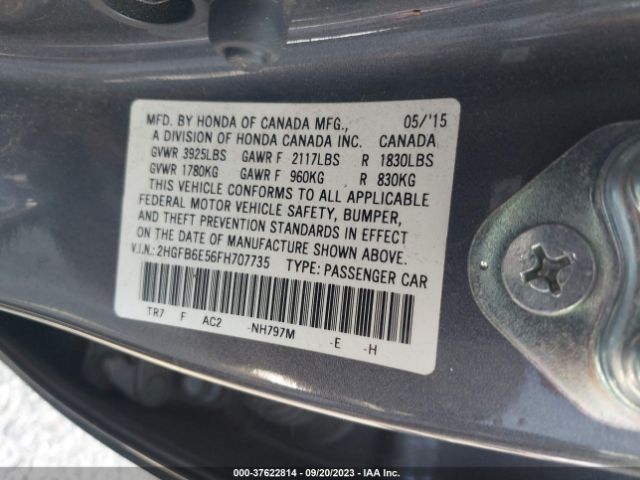 MFD. BY HONDA OF CANADA MFG., 05/'15
A DIVISION OF HONDA CANADA INC. CANADA
GVWR 3925LBS GAWR F 2117LBS R 1830LBS
GVWR 1780KG GAWR F 960KG R 830KG
THIS VEHICLE CONFORMS TO ALL APPLICABLE
FEDERAL MOTOR VEHICLE SAFETY, BUMPER,
AND THEFT PREVENTION STANDARDS IN EFFECT
ON THE DATE OF MANUFACTURE SHOWN ABOVE.
V.I.N.: 2HGFB6E56FH707735 TYPE: PASSENGER CAR
TR7 F AC2 -NH797M -E -H
000-37622814 - 09/20/2023 - IAA Inc.